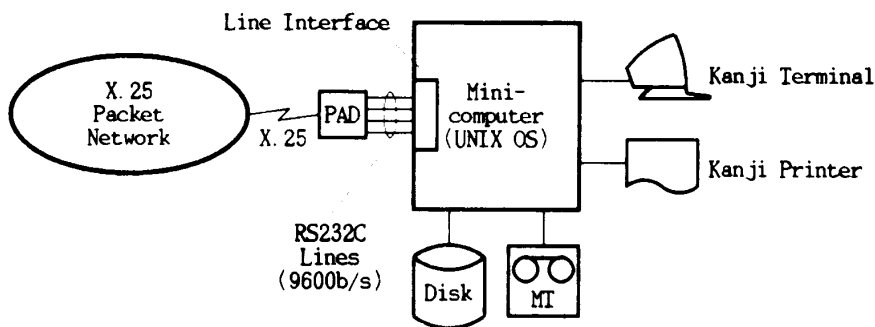 Line Interface
X.25
Packet
Network
X.25
PAD
Mini-
computer
(UNIX OS)
Kanji Terminal
Kanji Printer
RS232C
Lines
(9600b/s)
Disk
MT